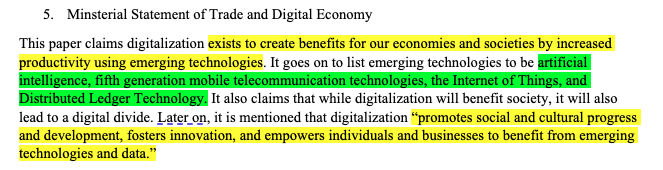 5. Minsterial Statement of Trade and Digital Economy
This paper claims digitalization exists to create benefits for our economies and societies by increased
productivity using emerging technologies. It goes on to list emerging technologies to be artificial
intelligence, fifth generation mobile telecommunication technologies, the Internet of Things, and
Distributed Ledger Technology. It also claims that while digitalization will benefit society, it will also
lead to a digital divide. Later on, it is mentioned that digitalization “promotes social and cultural progress
and development, fosters innovation, and empowers individuals and businesses to benefit from emerging
technologies and data.”